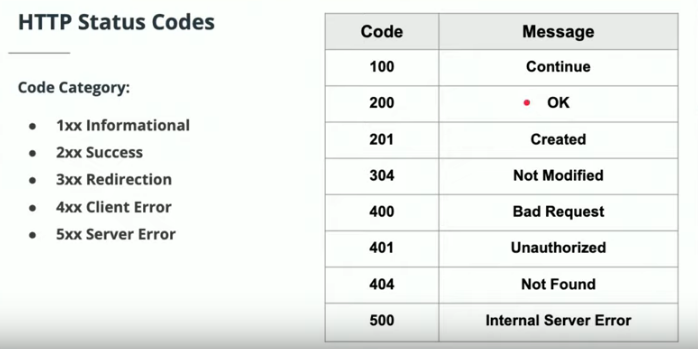 HTTP Status Codes
Code Category:
● 1xx Informational
● 2xx Success
● 3xx Redirection
● 4xx Client Error
● 5xx Server Error
Code Message
100 Continue
200 OK
201 Created
304 Not Modified
400 Bad Request
401 Unauthorized
404 Not Found
500 Internal Server Error